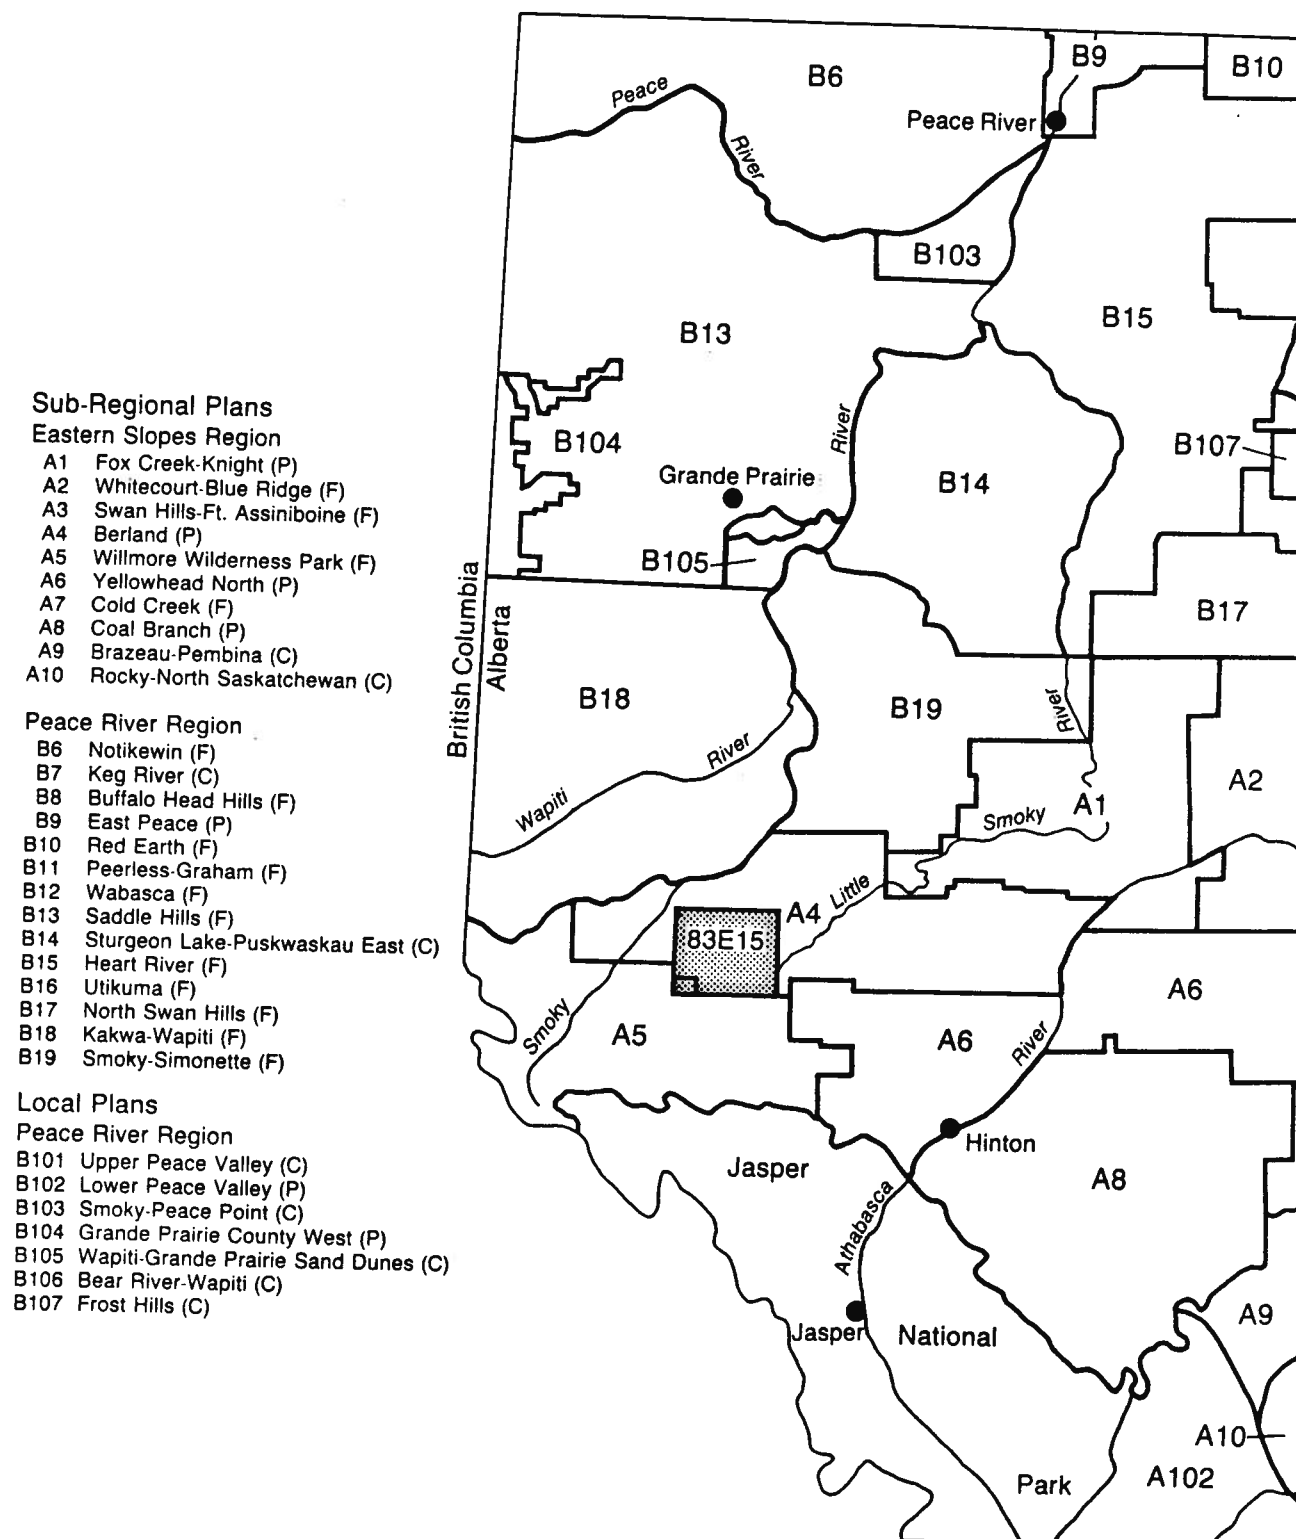 Sub-Regional Plans
Eastern Slopes Region
A1 Fox Creek-Knight (P)
A2 Whitecourt-Blue Ridge (F)
A3 Swan Hills-Ft. Assiniboine (F)
A4 Berland (P)
A5 Willmore Wilderness Park (F)
A6 Yellowhead North (P)
A7 Cold Creek (F)
A8 Coal Branch (P)
A9 Brazeau-Pembina (C)
A10 Rocky-North Saskatchewan (C)
Peace River Region
B6 Notikewin (F)
B7 Keg River (C)
B8 Buffalo Head Hills (F)
B9 East Peace (P)
B10 Red Earth (F)
B11 Peerless-Graham (F)
B12 Wabasca (F)
B13 Saddle Hills (F)
B14 Sturgeon Lake-Puskwaskau East (C)
B15 Heart River (F)
B16 Utikuma (F)
B17 North Swan Hills (F)
B18 Kakwa-Wapiti (F)
B19 Smoky-Simonette (F)
Local Plans
Peace River Region
B101 Upper Peace Valley (C)
B102 Lower Peace Valley (P)
B103 Smoky-Peace Point (C)
B104 Grande Prairie County West (P)
B105 Wapiti-Grande Prairie Sand Dunes (C)
B106 Bear River-Wapiti (C)
B107 Frost Hills (C)
B9
B10
B6
Peace
Peace River
River
B103
B13
B15
River
B104
B107
Grande Prairie
B14
B105
B17
British Columbia
Alberta
B18
B19
River
River
A2
Wapiti
A1
Smoky
Little
A4
83E15
A6
Smoky
A5
A6
River
Hinton
Jasper
A8
Athabasca
A9
Jasper
National
A10
A102
Park